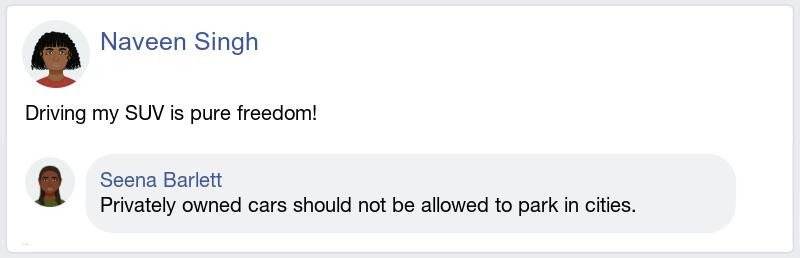 Naveen Singh
Driving my SUV is pure freedom!
Seena Barlett
Privately owned cars should not be allowed to park in cities.